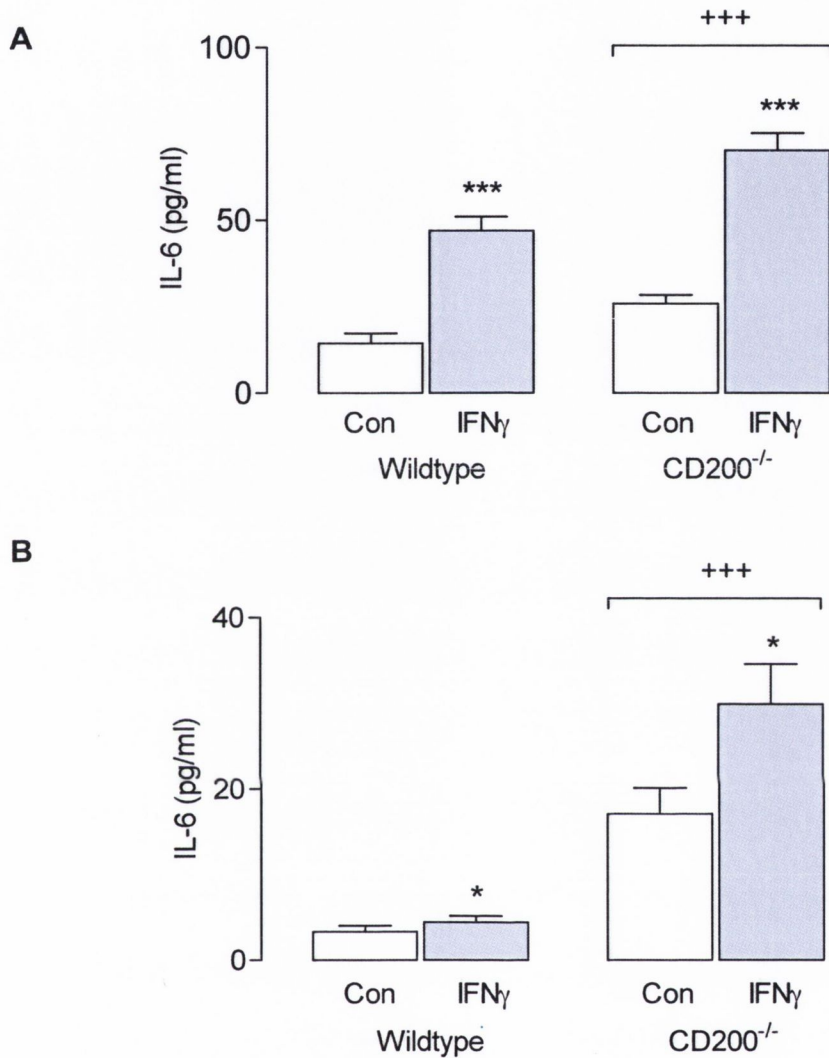 A
+++
100
***
***
50
IL-6 (pg/ml)
0
Con IFNγ Con IFNγ
Wildtype CD200-/-
B
+++
40
*
20
IL-6 (pg/ml)
*
0
Con IFNγ Con IFNγ
Wildtype CD200-/-